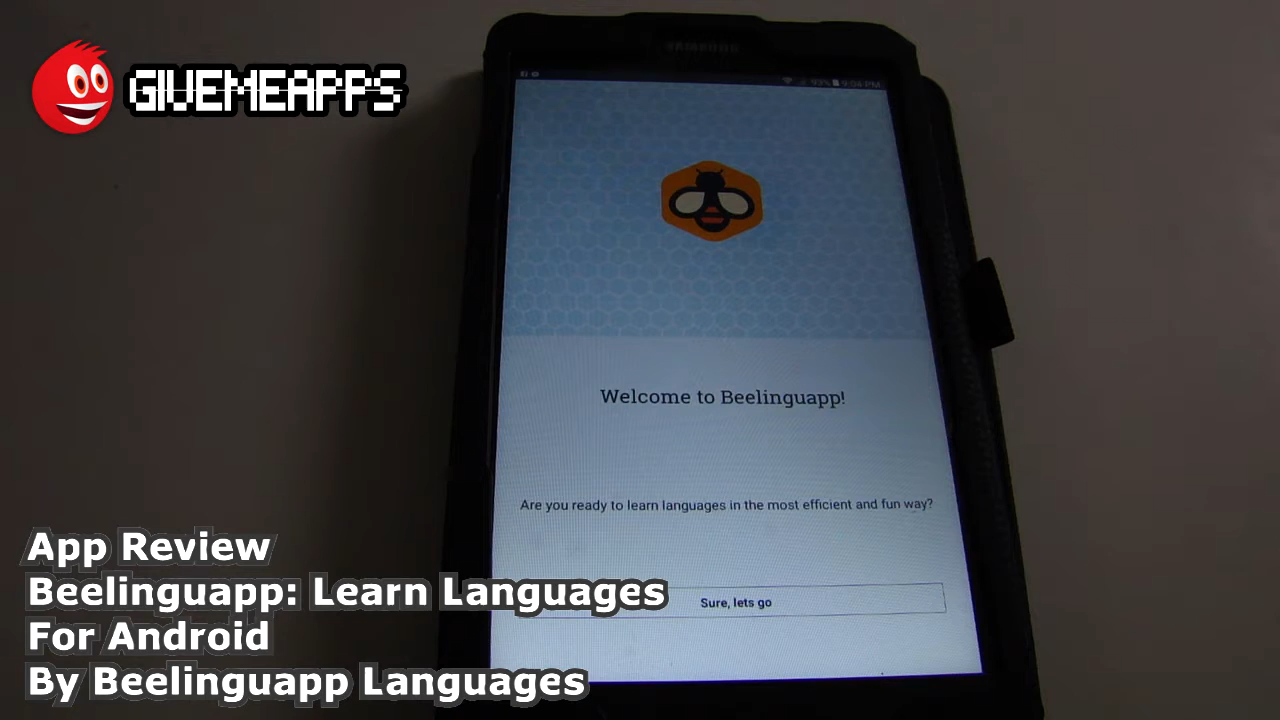 GIVEMEAPPS
SAMSUNG
Welcome to Beelinguapp!
Are you ready to learn languages in the most efficient and fun way?
Sure, lets go
App Review
Beelinguapp: Learn Languages
For Android
By Beelinguapp Languages